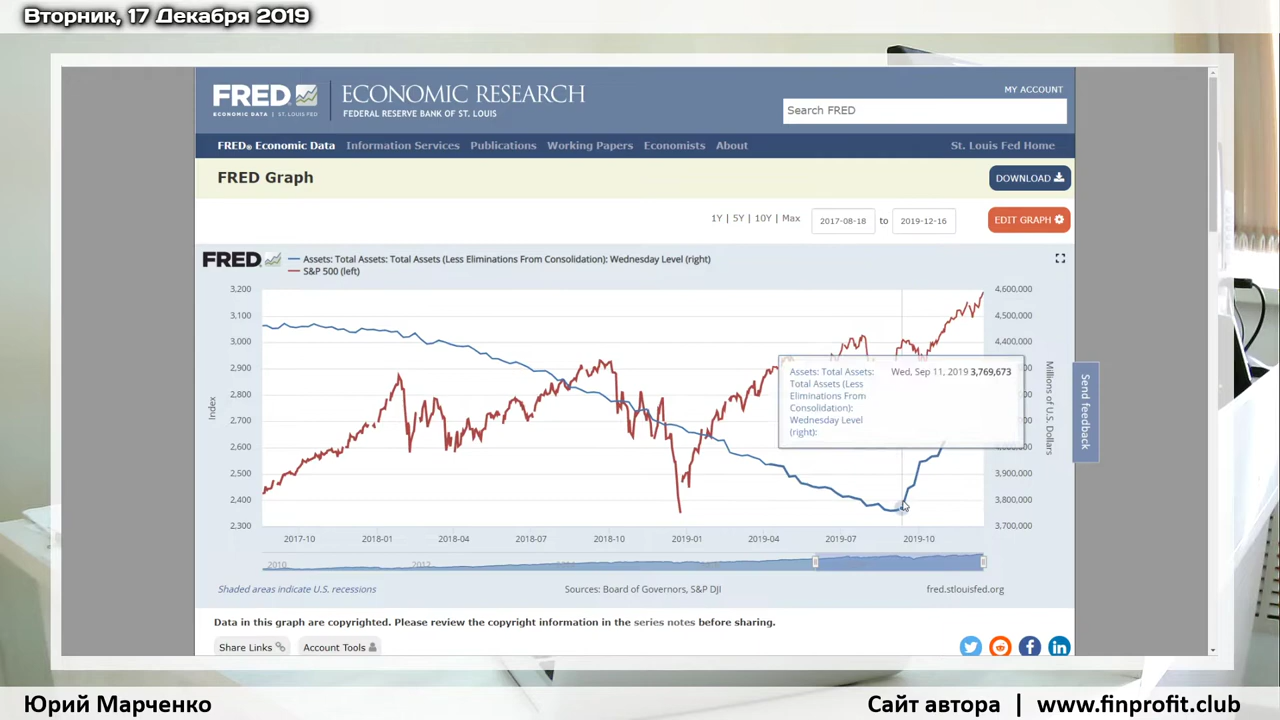 Вторник, 17 Декабря 2019
FRED
ECONOMIC DATA | ST. LOUIS FED
ECONOMIC RESEARCH
FEDERAL RESERVE BANK OF ST. LOUIS
MY ACCOUNT
Search FRED
FRED® Economic Data Information Services Publications Working Papers Economists About St. Louis Fed Home
FRED Graph
DOWNLOAD
1Y | 5Y | 10Y | Max 2017-08-18 to 2019-12-16
EDIT GRAPH
FRED
Assets: Total Assets: Total Assets (Less Eliminations From Consolidation): Wednesday Level (right)
S&P 500 (left)
3,200
3,100
3,000
2,900
2,800
2,700
2,600
2,500
2,400
2,300
Index
4,600,000
4,500,000
4,400,000
3,900,000
3,800,000
3,700,000
Millions of U.S. Dollars
Assets: Total Assets: Wed, Sep 11, 2019 3,769,673
Total Assets (Less
Eliminations From
Consolidation):
Wednesday Level
(right):
Send feedback
2017-10 2018-01 2018-04 2018-07 2018-10 2019-01 2019-04 2019-07 2019-10
2010 2012
Shaded areas indicate U.S. recessions
Sources: Board of Governors, S&P DJI
fred.stlouisfed.org
Data in this graph are copyrighted. Please review the copyright information in the series notes before sharing.
Share Links Account Tools
Юрий Марченко
Сайт автора | www.finprofit.club